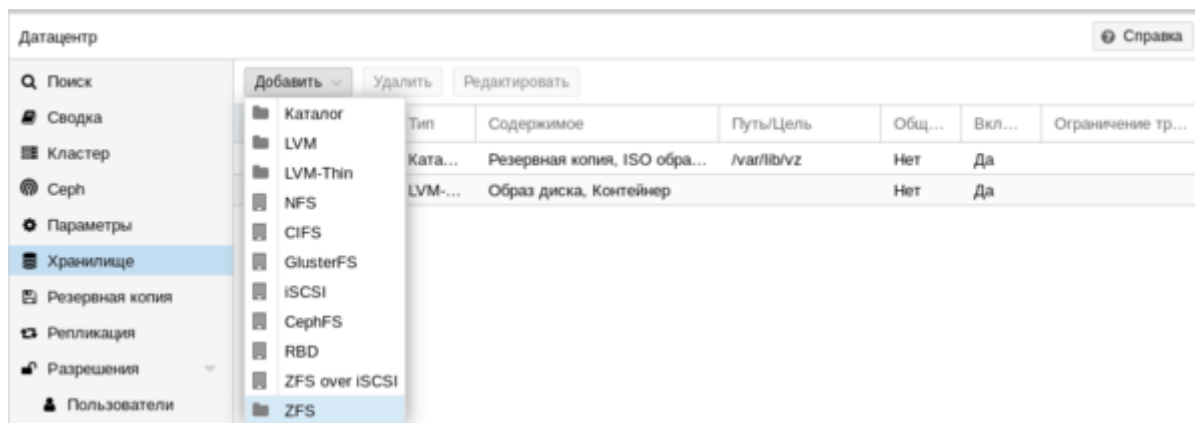 Датацентр
Справка
Поиск
Сводка
Кластер
Ceph
Параметры
Хранилище
Резервная копия
Репликация
Разрешения
Пользователи
Добавить
Удалить
Редактировать
Каталог
LVM
LVM-Thin
NFS
CIFS
GlusterFS
iSCSI
CephFS
RBD
ZFS over iSCSI
ZFS
Тип Содержимое Путь/Цель Общ... Вкл... Ограничение тр...
Ката... Резервная копия, ISO обра... /var/lib/vz Нет Да
LVM-... Образ диска, Контейнер Нет Да